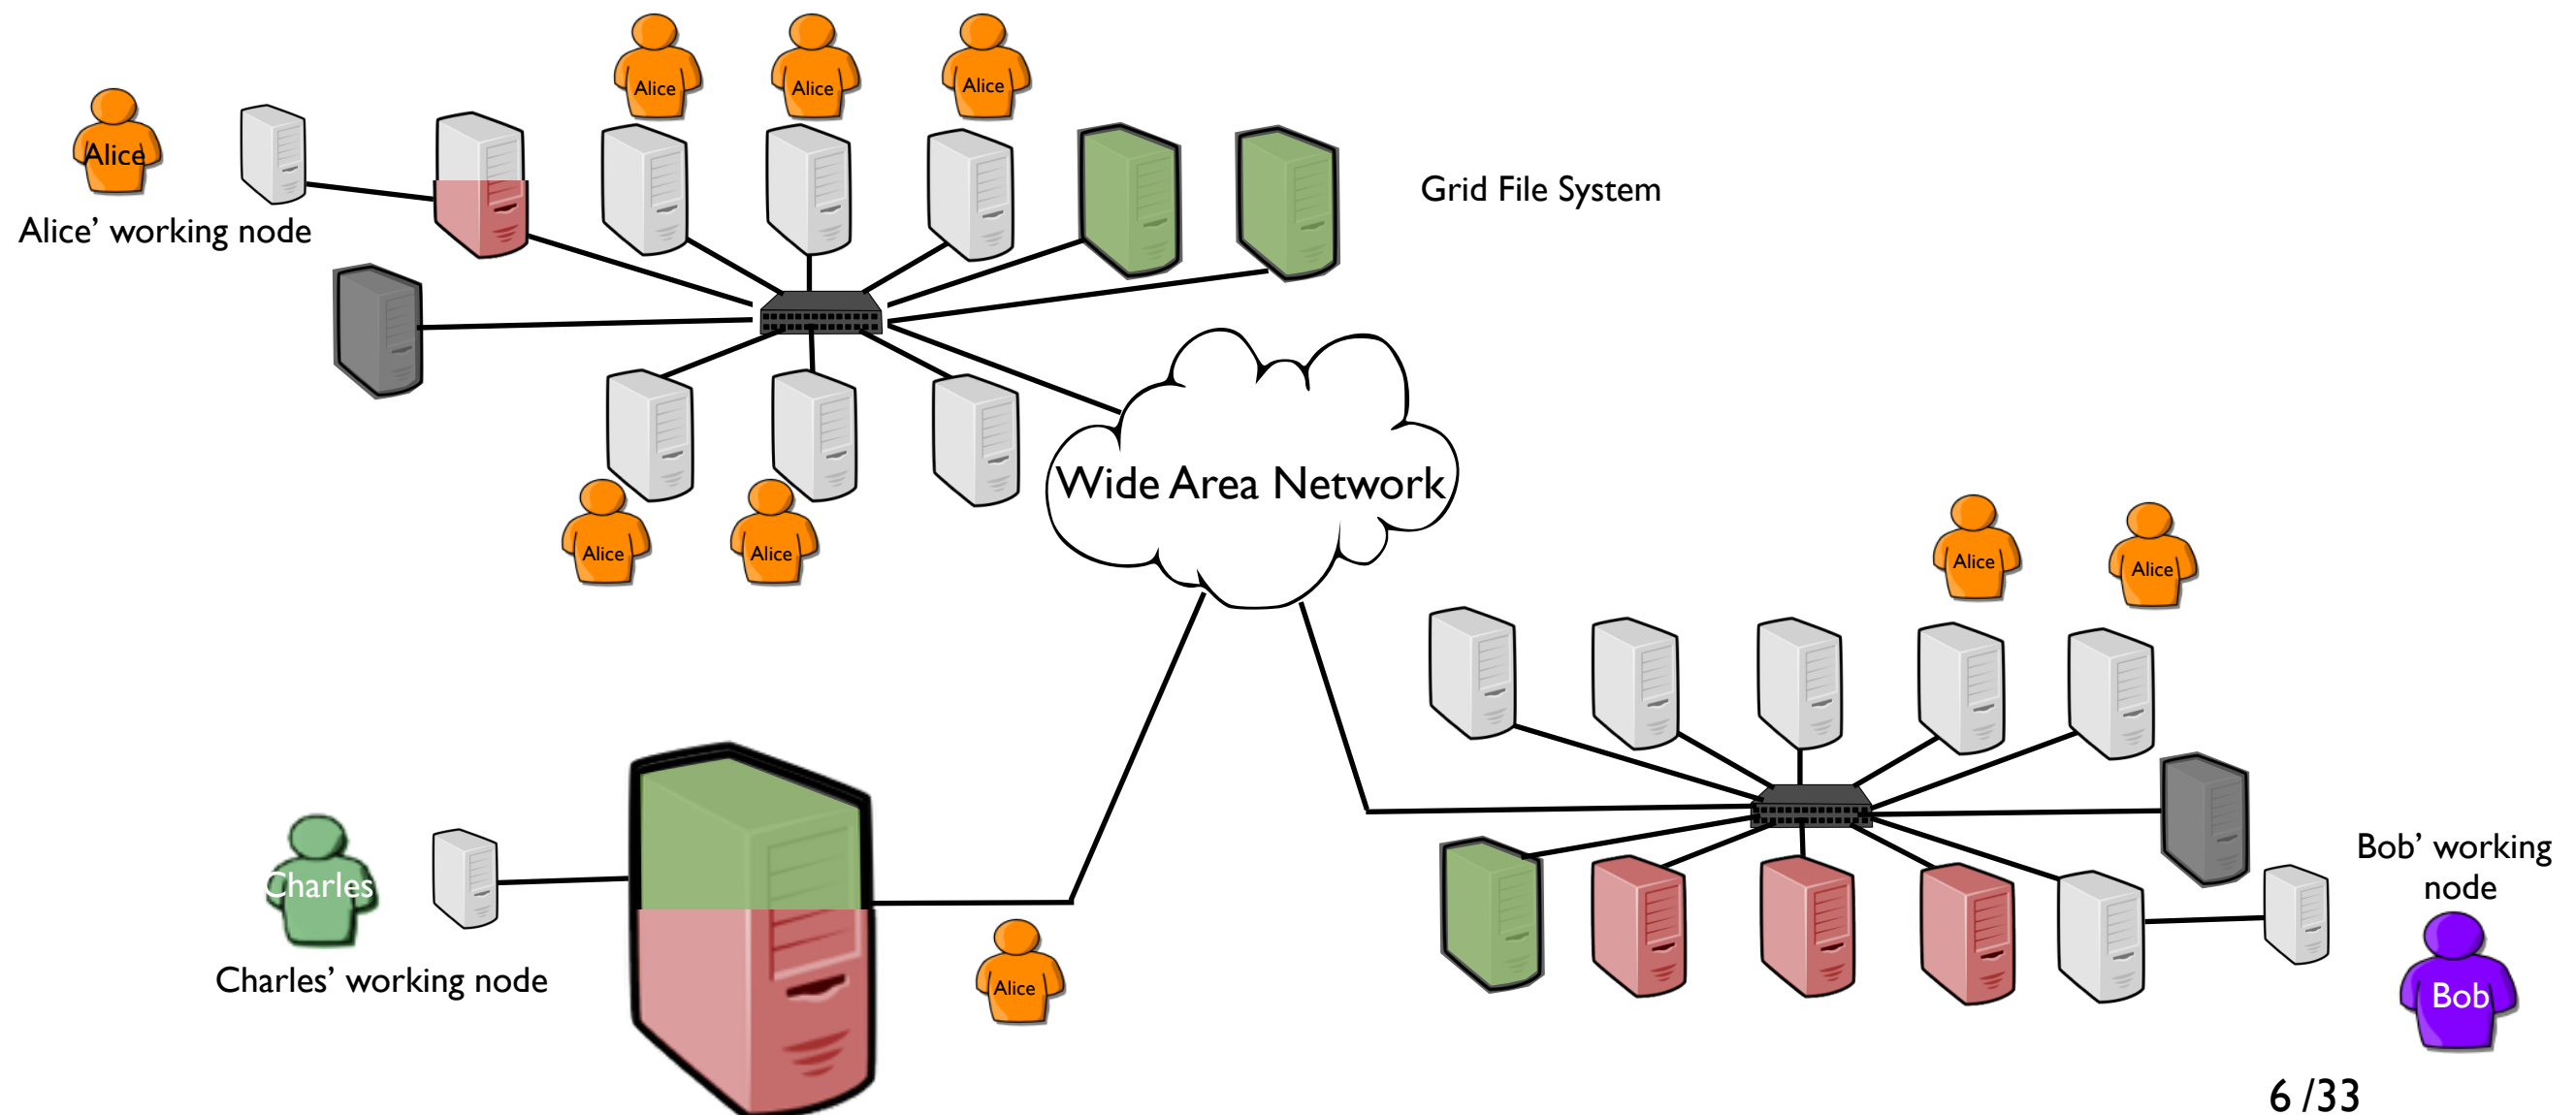 Alice
Alice
Alice
Alice
Alice' working node
Grid File System
Wide Area Network
Alice
Alice
Alice
Alice
Charles
Charles' working node
Alice
Bob' working
node
Bob
6 /33